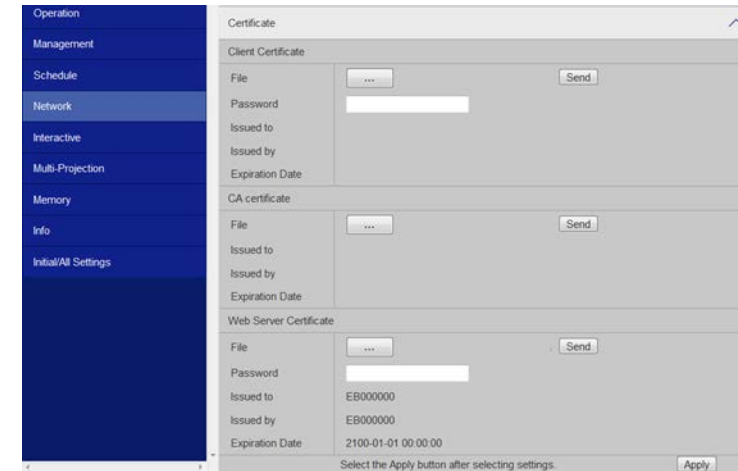 Operation
Management
Schedule
Network
Interactive
Multi-Projection
Memory
Info
Initial/All Settings
Certificate
Client Certificate
File ... Send
Password
Issued to
Issued by
Expiration Date
CA certificate
File ... Send
Issued to
Issued by
Expiration Date
Web Server Certificate
File ... Send
Password
Issued to EB000000
Issued by EB000000
Expiration Date 2100-01-01 00:00:00
Select the Apply button after selecting settings. Apply